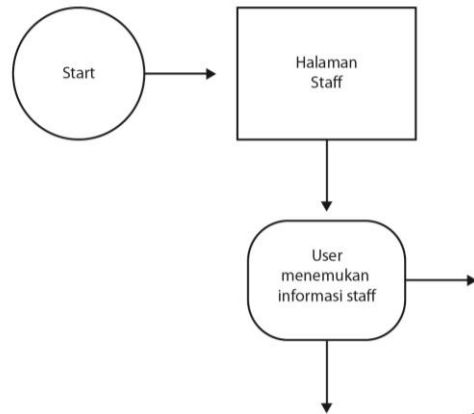 Start
Halaman
Staff
User
menemukan
informasi staff